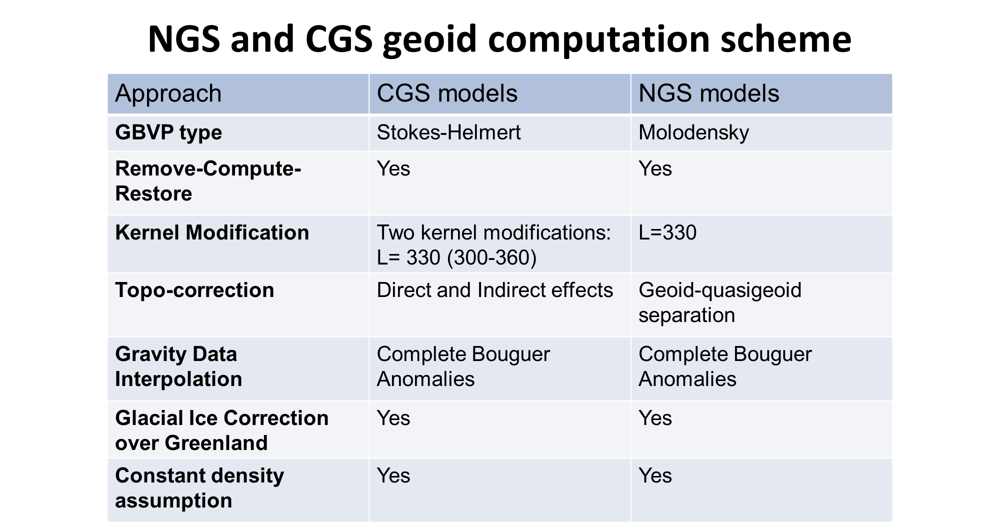 NGS and CGS geoid computation scheme
Approach
CGS models
NGS models
GBVP type
Stokes-Helmert
Molodensky
Remove-Compute-
Restore
Yes
Yes
Kernel Modification
Two kernel modifications:
L= 330 (300-360)
L=330
Topo-correction
Direct and Indirect effects
Geoid-quasigeoid
separation
Gravity Data
Interpolation
Complete Bouguer
Anomalies
Complete Bouguer
Anomalies
Glacial Ice Correction
over Greenland
Yes
Yes
Constant density
assumption
Yes
Yes